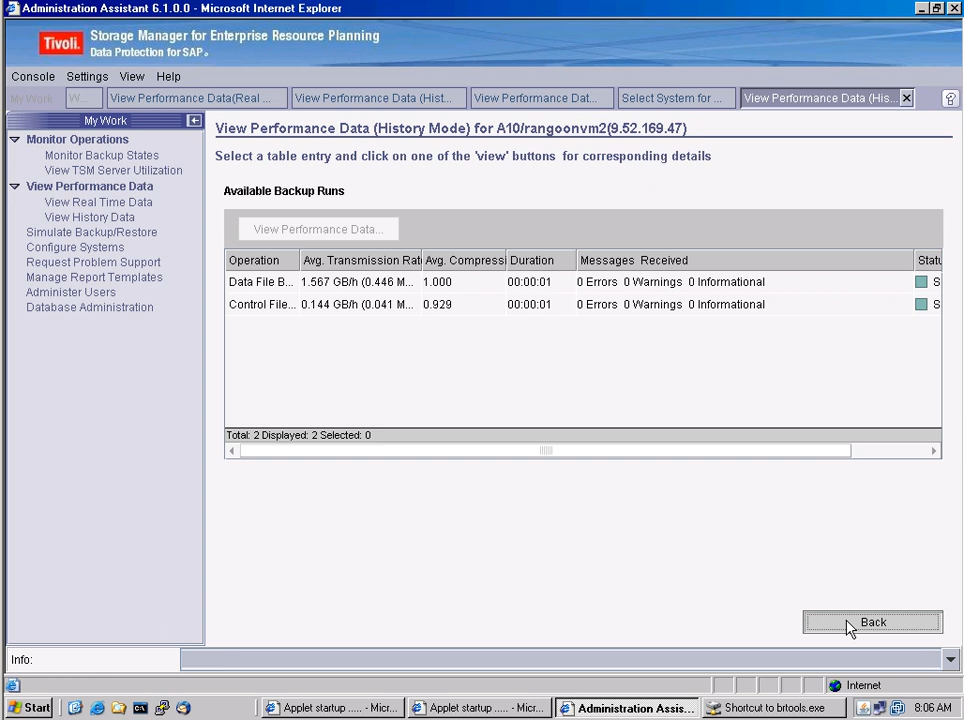 Administration Assistant 6.1.0.0 - Microsoft Internet Explorer
Tivoli.
Storage Manager for Enterprise Resource Planning
Data Protection for SAP®
Console Settings View Help
My Work W... View Performance Data(Real ... View Performance Data (Hist... View Performance Dat... Select System for ... View Performance Data (His...
My Work
Monitor Operations
Monitor Backup States
View TSM Server Utilization
View Performance Data
View Real Time Data
View History Data
Simulate Backup/Restore
Configure Systems
Request Problem Support
Manage Report Templates
Administer Users
Database Administration
View Performance Data (History Mode) for A10/rangoonvm2(9.52.169.47)
Select a table entry and click on one of the 'view' buttons for corresponding details
Available Backup Runs
View Performance Data...
Operation Avg. Transmission Rat Avg. Compressi Duration Messages Received Statu
Data File B... 1.567 GB/h (0.446 M... 1.000 00:00:01 0 Errors 0 Warnings 0 Informational S
Control File... 0.144 GB/h (0.041 M... 0.929 00:00:01 0 Errors 0 Warnings 0 Informational S
Total: 2 Displayed: 2 Selected: 0
Back
Info:
Internet
Start Applet startup ..... - Micr... Applet startup ..... - Micr... Administration Assis... Shortcut to brtools.exe 8:06 AM